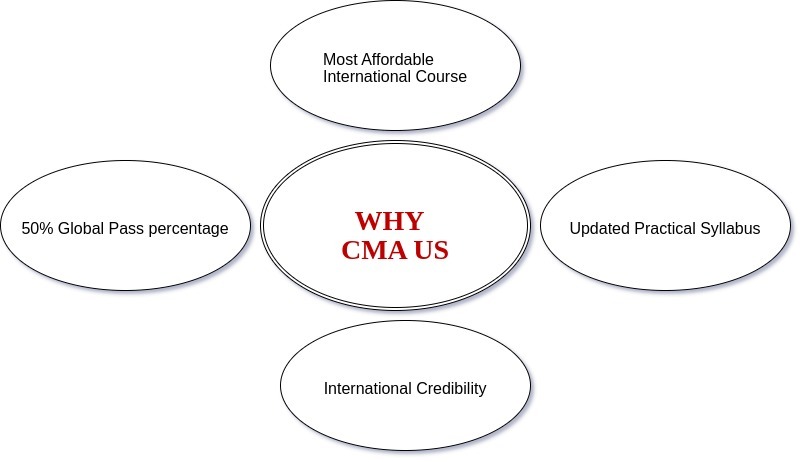 Most Affordable
International Course
50% Global Pass percentage
WHY
CMA US
Updated Practical Syllabus
International Credibility